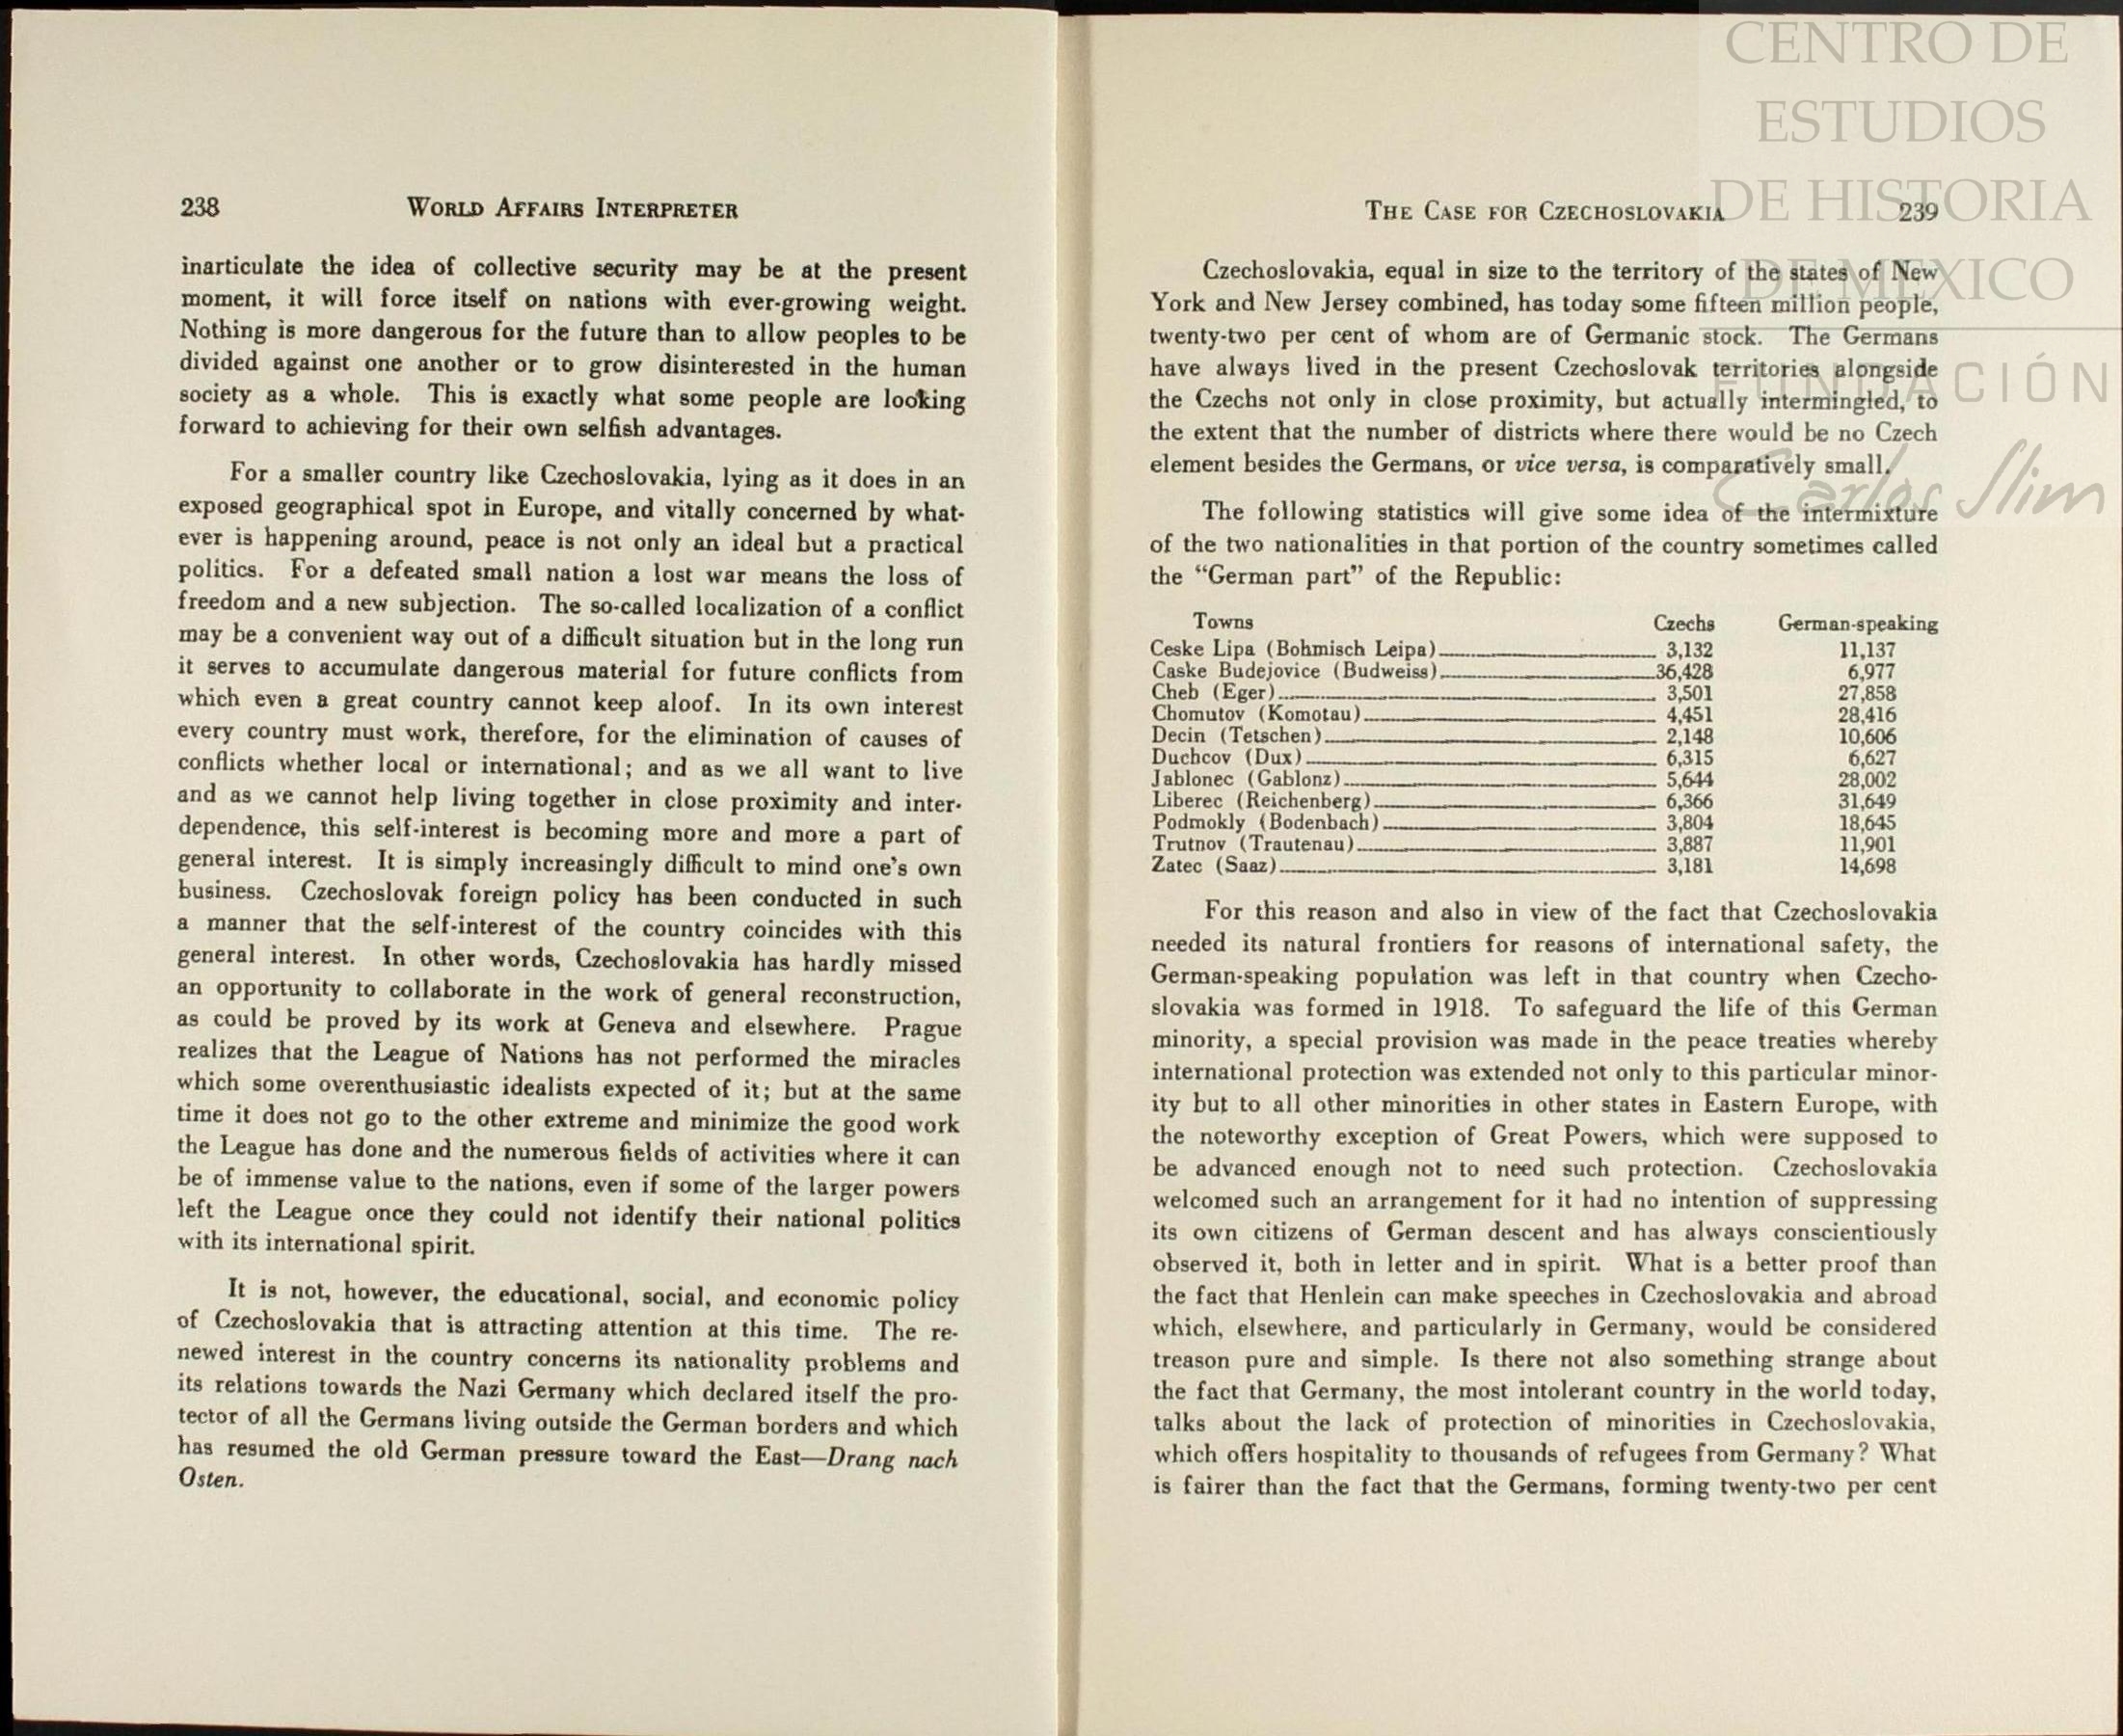 238 WORLD AFFAIRS INTERPRETER
inarticulate the idea of collective security may be at the present
moment, it will force itself on nations with ever-growing weight.
Nothing is more dangerous for the future than to allow peoples to be
divided against one another or to grow disinterested in the human
society as a whole. This is exactly what some people are looking
forward to achieving for their own selfish advantages.
For a smaller country like Czechoslovakia, lying as it does in an
exposed geographical spot in Europe, and vitally concerned by what-
ever is happening around, peace is not only an ideal but a practical
politics. For a defeated small nation a lost war means the loss of
freedom and a new subjection. The so-called localization of a conflict
may be a convenient way out of a difficult situation but in the long run
it serves to accumulate dangerous material for future conflicts from
which even a great country cannot keep aloof. In its own interest
every country must work, therefore, for the elimination of causes of
conflicts whether local or international; and as we all want to live
and as we cannot help living together in close proximity and inter-
dependence, this self-interest is becoming more and more a part of
general interest. It is simply increasingly difficult to mind one's own
business. Czechoslovak foreign policy has been conducted in such
a manner that the self-interest of the country coincides with this
general interest. In other words, Czechoslovakia has hardly missed
an opportunity to collaborate in the work of general reconstruction,
as could be proved by its work at Geneva and elsewhere. Prague
realizes that the League of Nations has not performed the miracles
which some overenthusiastic idealists expected of it; but at the same
time it does not go to the other extreme and minimize the good work
the League has done and the numerous fields of activities where it can
be of immense value to the nations, even if some of the larger powers
left the League once they could not identify their national politics
with its international spirit.
It is not, however, the educational, social, and economic policy
of Czechoslovakia that is attracting attention at this time. The re-
newed interest in the country concerns its nationality problems and
its relations towards the Nazi Germany which declared itself the pro-
tector of all the Germans living outside the German borders and which
has resumed the old German pressure toward the East—Drang nach
Osten.
THE CASE FOR CZECHOSLOVAKIA 239
Czechoslovakia, equal in size to the territory of the states of New
York and New Jersey combined, has today some fifteen million people,
twenty-two per cent of whom are of Germanic stock. The Germans
have always lived in the present Czechoslovak territories alongside
the Czechs not only in close proximity, but actually intermingled, to
the extent that the number of districts where there would be no Czech
element besides the Germans, or vice versa, is comparatively small.
The following statistics will give some idea of the intermixture
of the two nationalities in that portion of the country sometimes called
the "German part" of the Republic:
Towns Czechs German-speaking
Ceske Lipa (Bohmisch Leipa) 3,132 11,137
Caske Budejovice (Budweiss) 36,428 6,977
Cheb (Eger) 3,501 27,858
Chomutov (Komotau) 4,451 28,416
Decin (Tetschen) 2,148 10,606
Duchcov (Dux) 6,315 6,627
Jablonec (Gablonz) 5,644 28,002
Liberec (Reichenberg) 6,366 31,649
Podmokly (Bodenbach) 3,804 18,645
Trutnov (Trautenau) 3,887 11,901
Zatec (Saaz) 3,181 14,698
For this reason and also in view of the fact that Czechoslovakia
needed its natural frontiers for reasons of international safety, the
German-speaking population was left in that country when Czecho-
slovakia was formed in 1918. To safeguard the life of this German
minority, a special provision was made in the peace treaties whereby
international protection was extended not only to this particular minor-
ity but to all other minorities in other states in Eastern Europe, with
the noteworthy exception of Great Powers, which were supposed to
be advanced enough not to need such protection. Czechoslovakia
welcomed such an arrangement for it had no intention of suppressing
its own citizens of German descent and has always conscientiously
observed it, both in letter and in spirit. What is a better proof than
the fact that Henlein can make speeches in Czechoslovakia and abroad
which, elsewhere, and particularly in Germany, would be considered
treason pure and simple. Is there not also something strange about
the fact that Germany, the most intolerant country in the world today,
talks about the lack of protection of minorities in Czechoslovakia,
which offers hospitality to thousands of refugees from Germany? What
is fairer than the fact that the Germans, forming twenty-two per cent
CENTRO DE
ESTUDIOS
DE HISTORIA
DE MEXICO
FUNDACIÓN
Carlos Slim